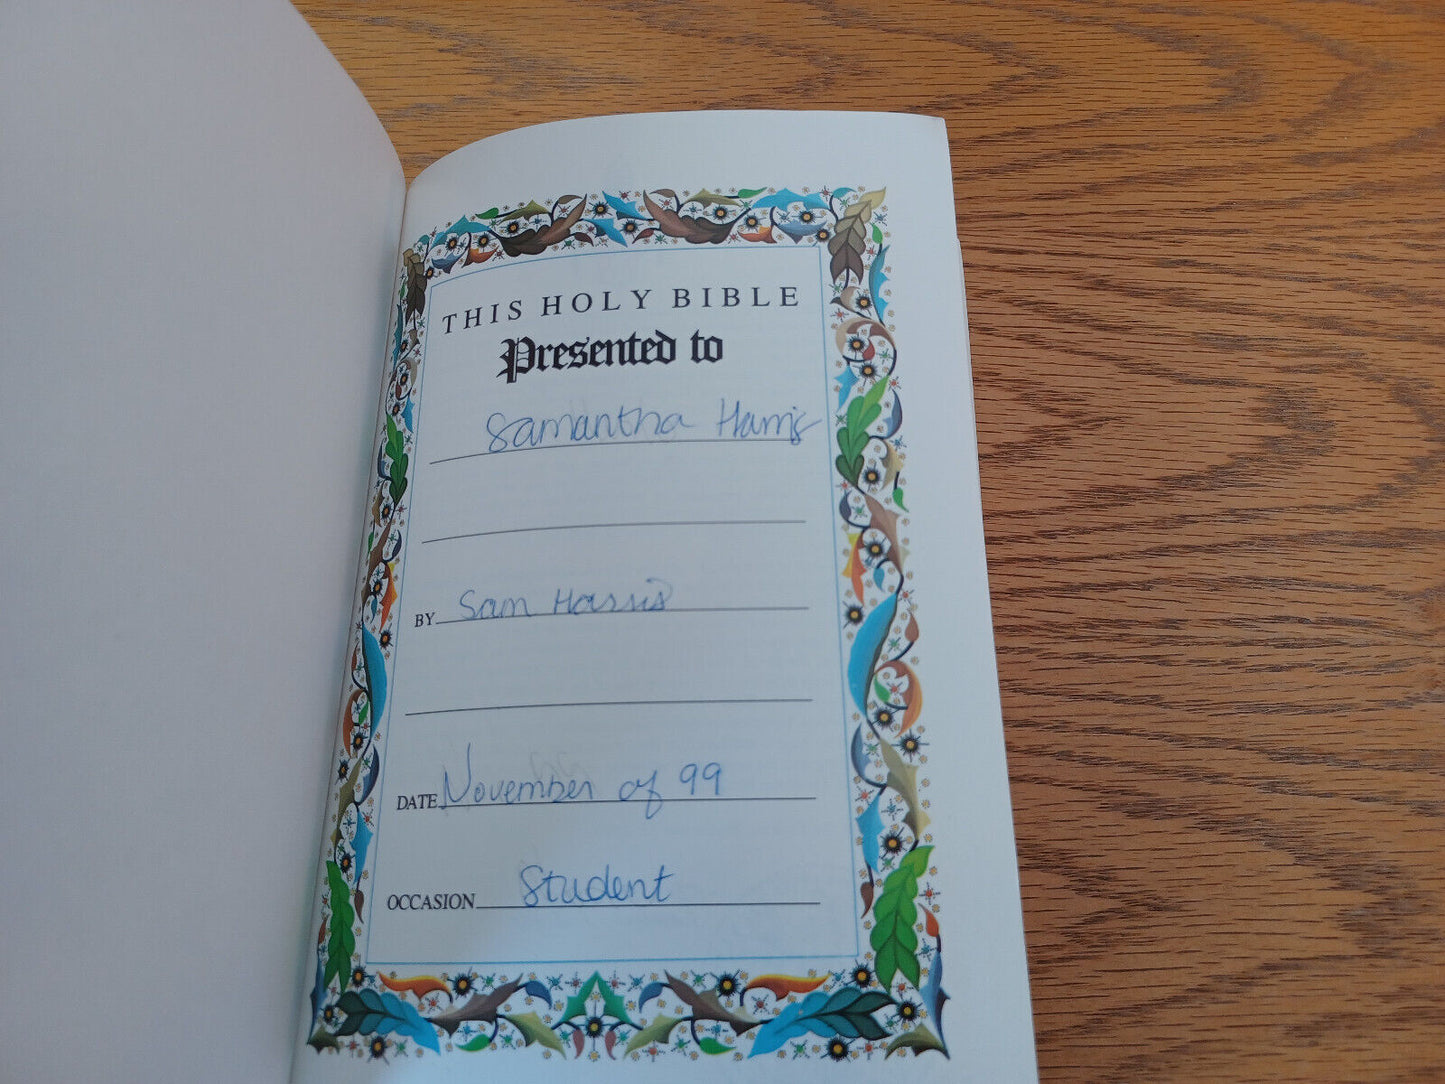 THIS HOLY BIBLE
Presented to
Samantha Harris
BY Sam Harris
DATE November of 99
OCCASION Student